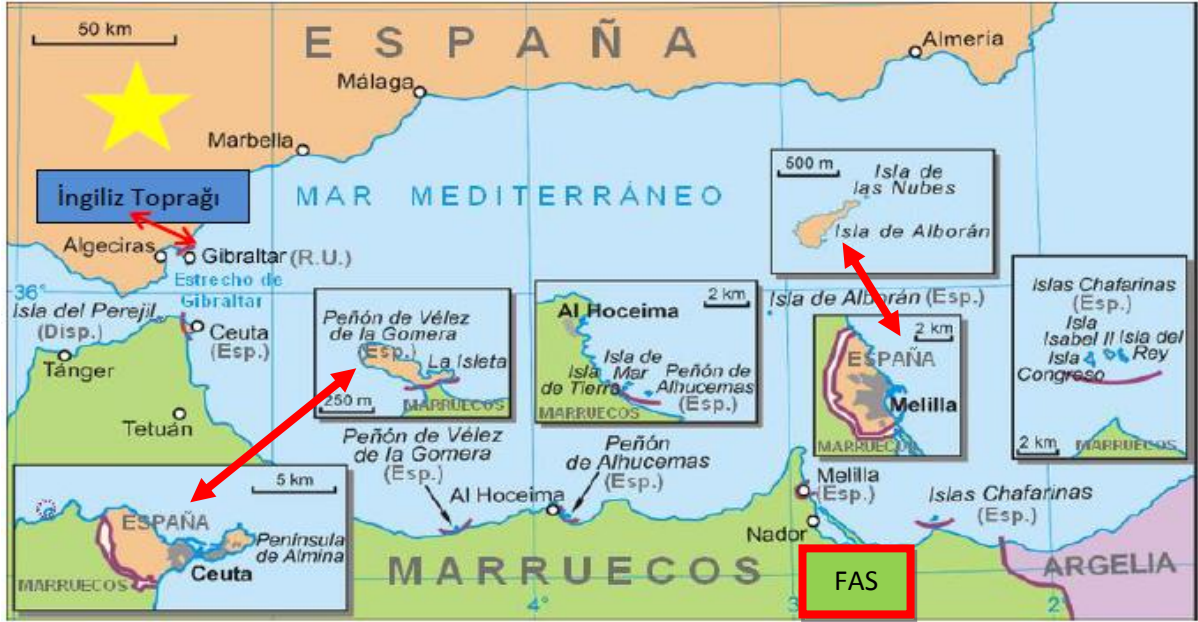 50 km
ESPAÑA
Almería
Málaga
Marbella
500 m
Isla de
las Nubes
Isla de Alborán
İngiliz Toprağı
MAR MEDITERRÁNEO
Algeciras
Gibraltar (R.U.)
Estrecho de
Gibraltar
36°
Isla del Perejil
(Disp.)
Ceuta
(Esp.)
Tánger
Tetuán
Peñón de Vélez
de la Gomera
(Esp.)
La Isleta
250 m
MARRUECOS
2 km
Al Hoceima
Isla de
Mar
Isla
de Tierra
Peñón de
Alhucemas
(Esp.)
MARRUECOS
Isla de Alborán (Esp.)
2 km
ESPAÑA
Melilla
MARRUECOS
Islas Chafarinas
(Esp.)
Isla
Isabel II
Isla del
Rey
Isla
Congreso
2 km
MARRUECOS
5 km
ESPAÑA
Península
de Almina
Ceuta
MARRUECOS
Peñón de Vélez
de la Gomera
(Esp.)
Peñón
de Alhucemas
(Esp.)
Al Hoceima
Melilla
(Esp.)
Nador
Islas Chafarinas
(Esp.)
MARRUECOS
FAS
ARGELIA
4°
3
2°